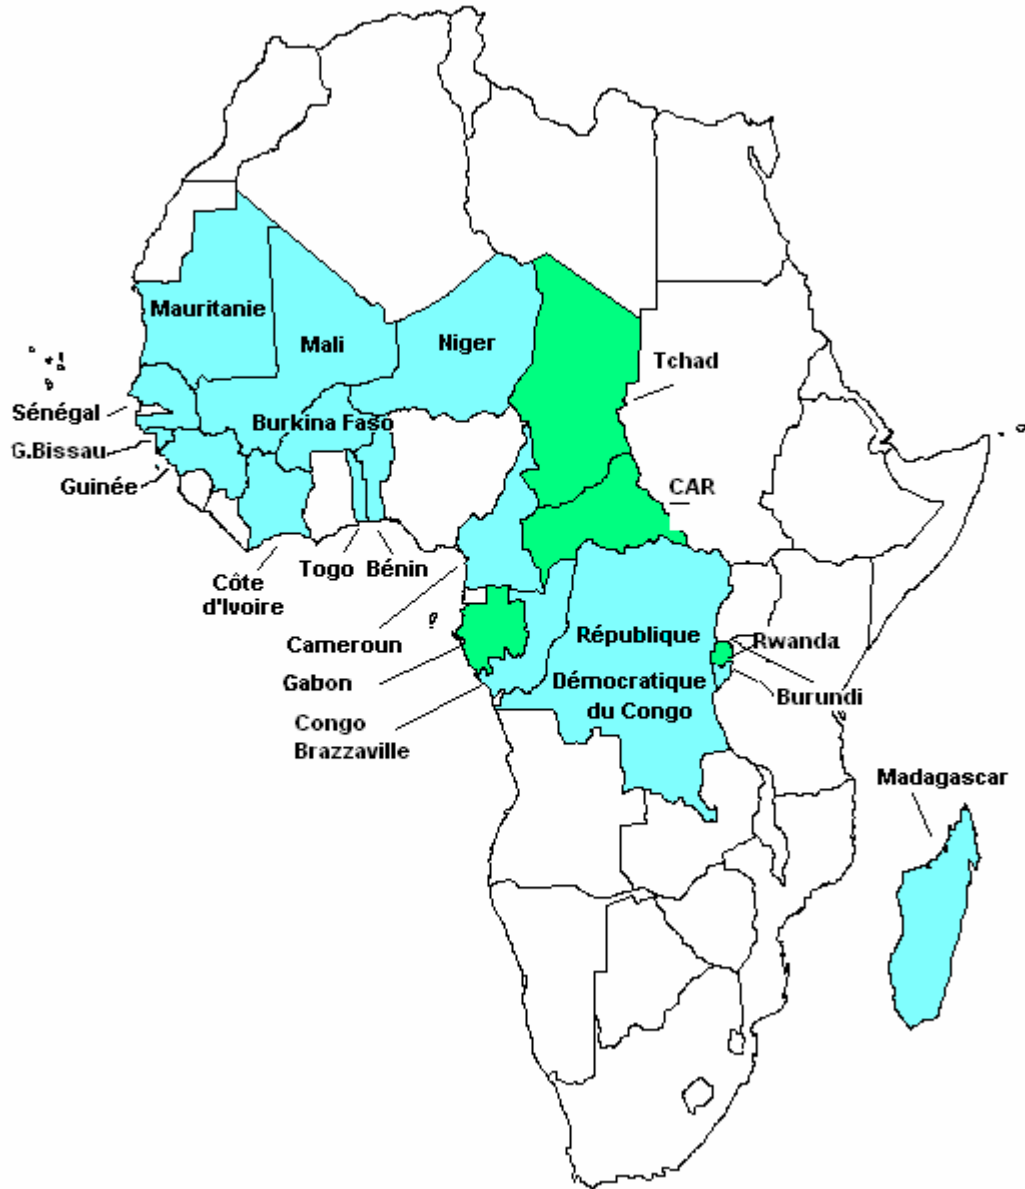 Mauritanie
Mali
Niger
Tchad
Sénégal
Burkina Faso
G.Bissau
Guinée
CAR
Togo
Bénin
Côte
d'Ivoire
Cameroun
République
Rwanda
Gabon
Démocratique
du Congo
Burundi
Congo
Brazzaville
Madagascar